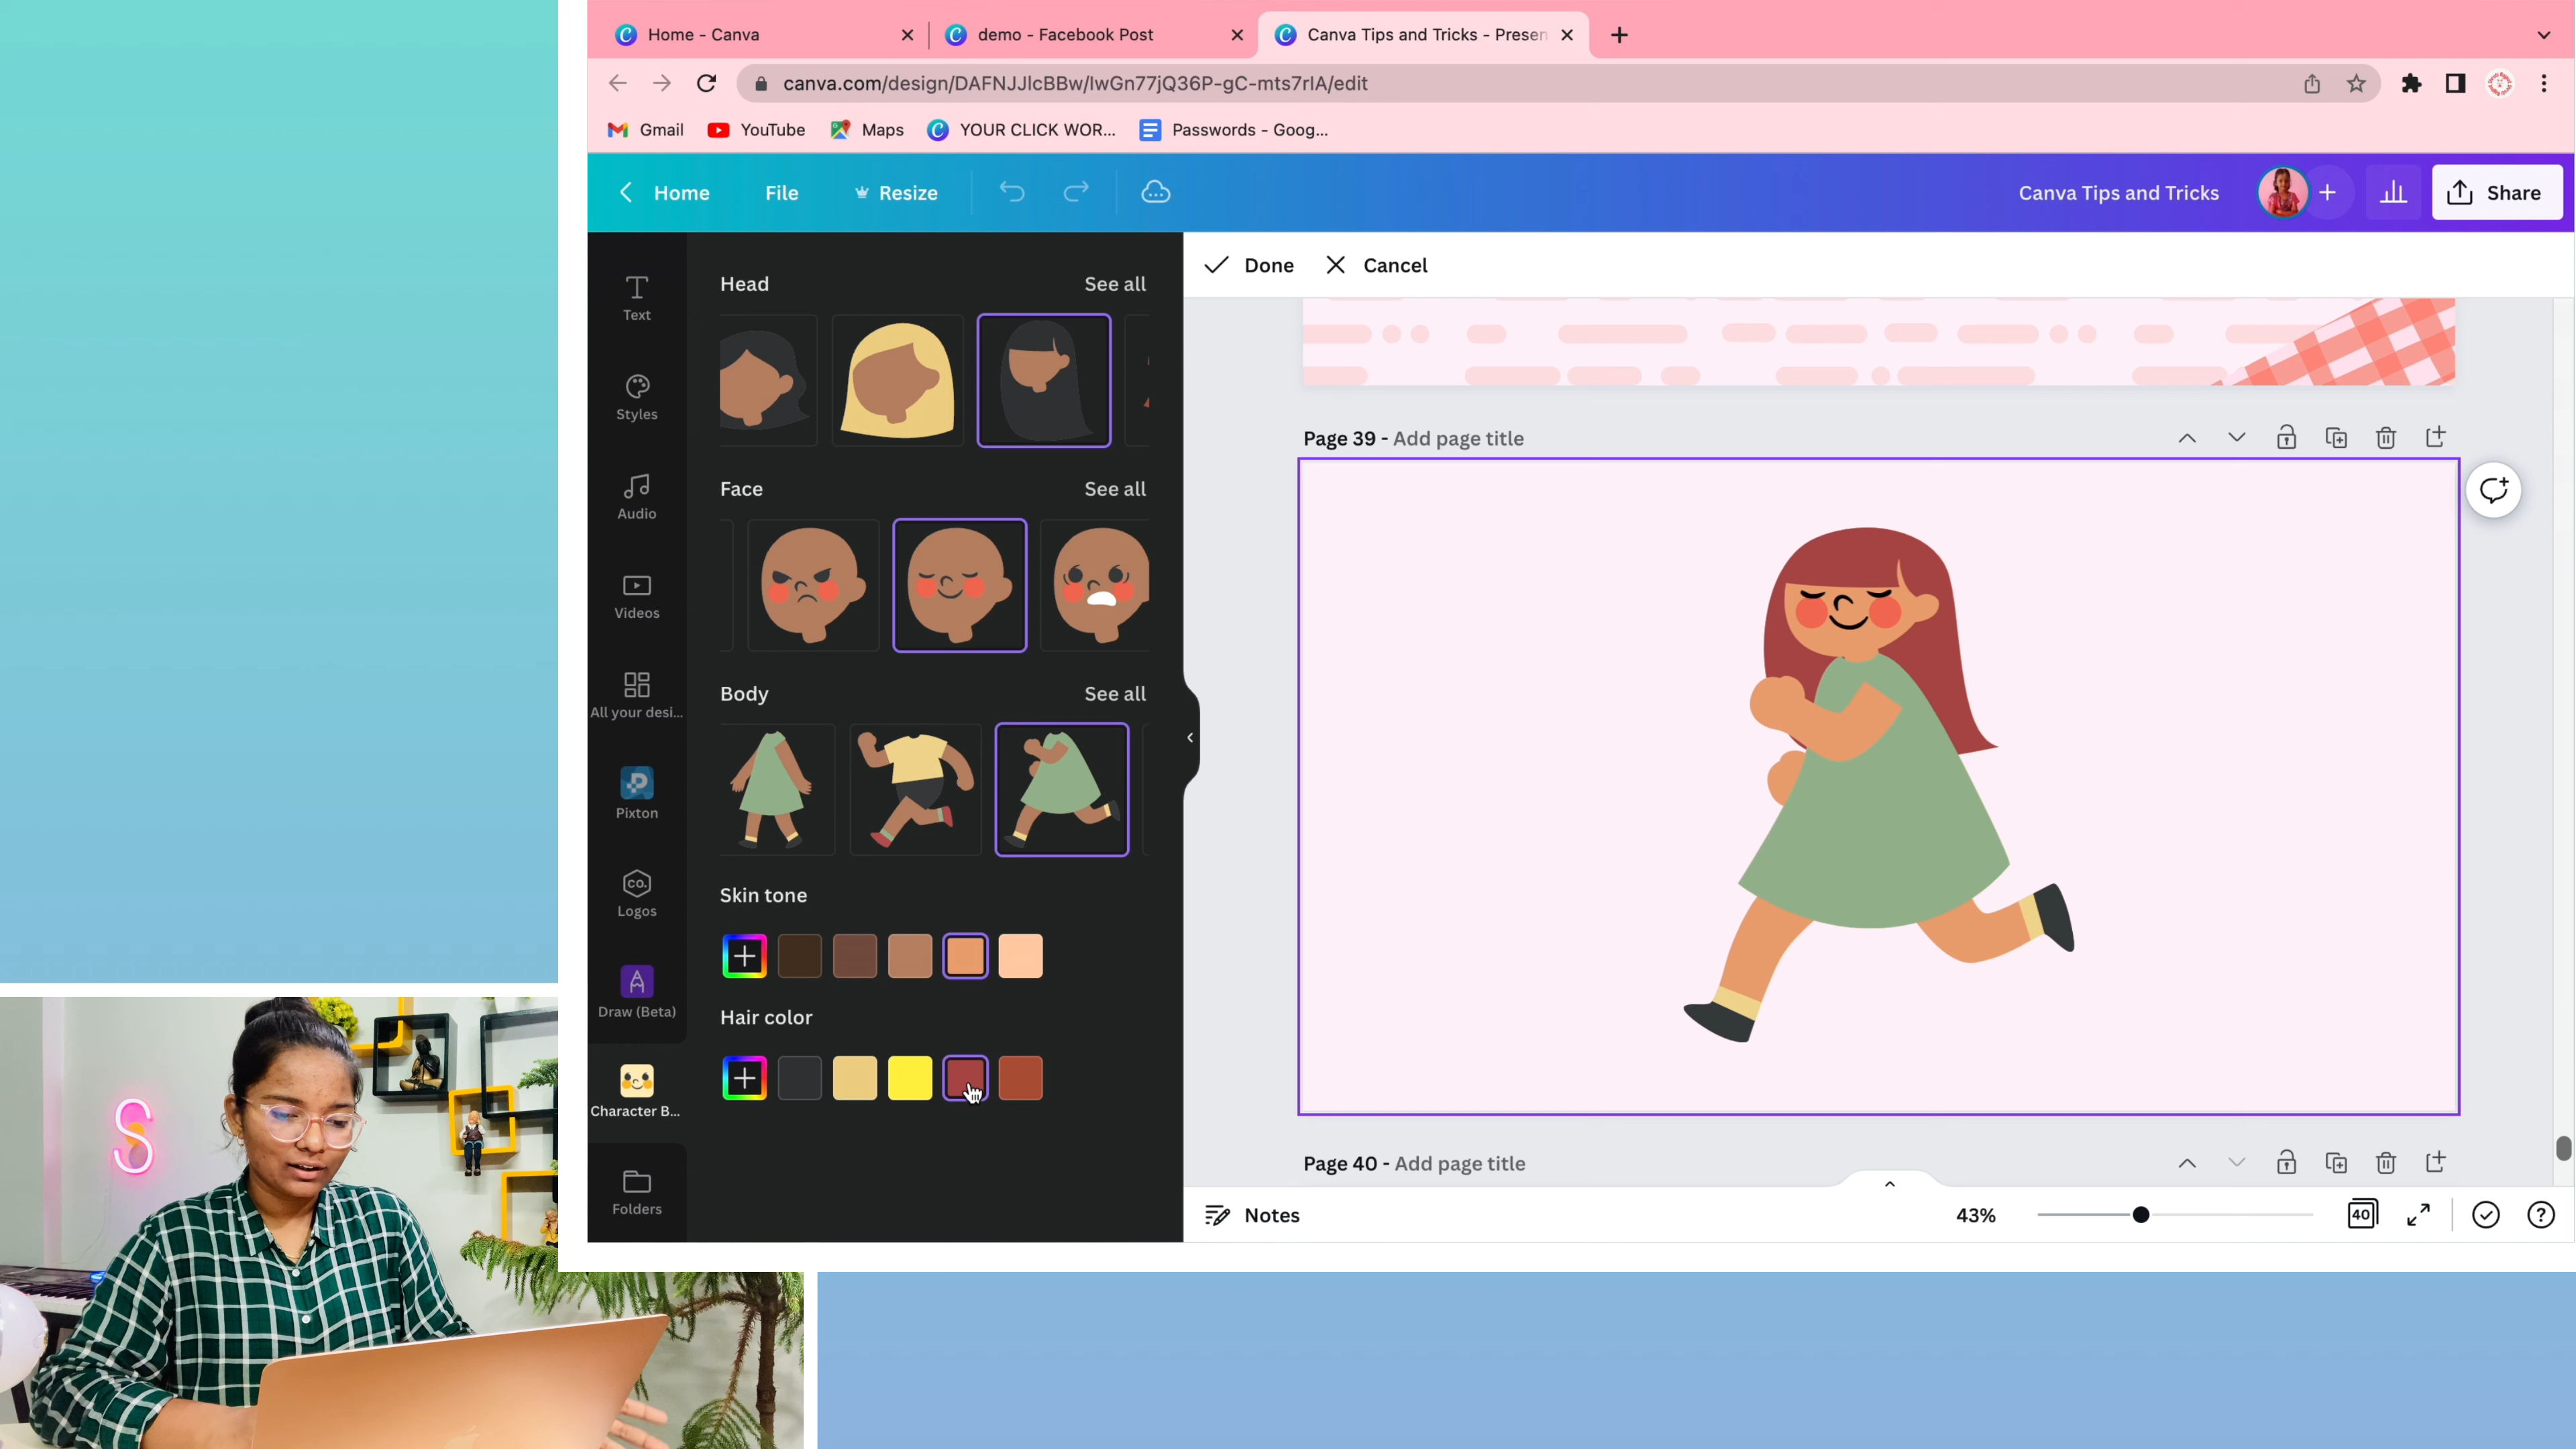 Home - Canva
demo - Facebook Post
Canva Tips and Tricks - Presen
canva.com/design/DAFNJJlcBBw/IwGn77jQ36P-gC-mts7rIA/edit
Gmail
YouTube
Maps
YOUR CLICK WOR...
Passwords - Goog...
Home
File
Resize
Canva Tips and Tricks
Share
Done
Cancel
Text
Styles
Audio
Videos
All your desi...
Pixton
CO.
Logos
Draw (Beta)
Character B...
Folders
Head
See all
Face
See all
Body
See all
Skin tone
Hair color
Page 39 - Add page title
Page 40 - Add page title
Notes
43%
40
S